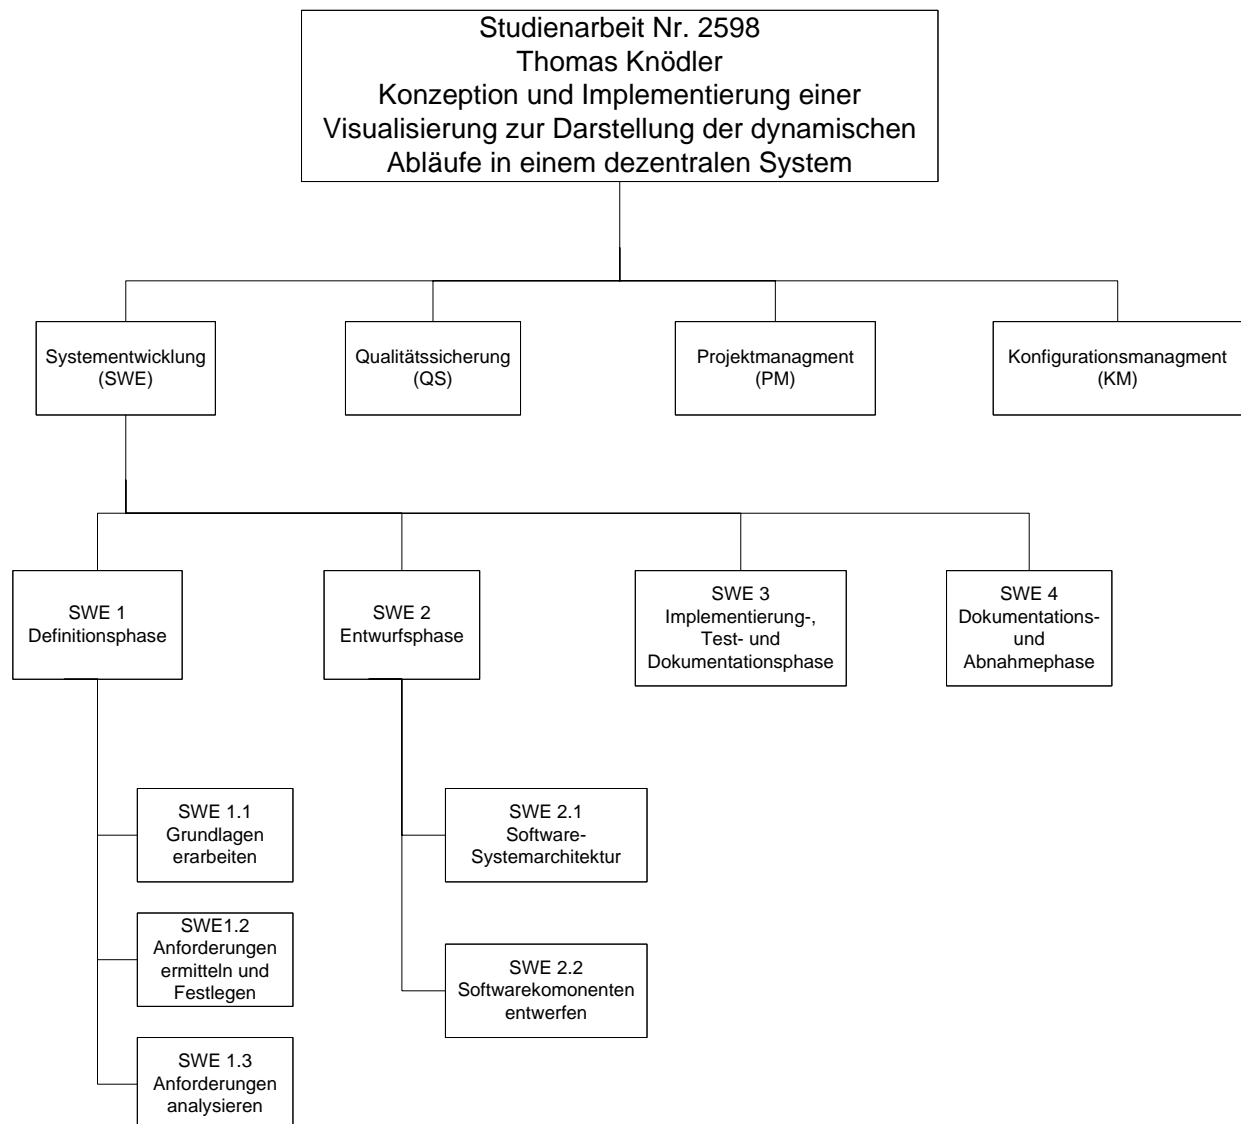 Studienarbeit Nr. 2598
Thomas Knödler
Konzeption und Implementierung einer
Visualisierung zur Darstellung der dynamischen
Abläufe in einem dezentralen System
Systementwicklung
(SWE)
Qualitätssicherung
(QS)
Projektmanagment
(PM)
Konfigurationsmanagment
(KM)
SWE 1
Definitionsphase
SWE 2
Entwurfsphase
SWE 3
Implementierung-,
Test- und
Dokumentationsphase
SWE 4
Dokumentations-
und
Abnahmephase
SWE 1.1
Grundlagen
erarbeiten
SWE1.2
Anforderungen
ermitteln und
Festlegen
SWE 1.3
Anforderungen
analysieren
SWE 2.1
Software-
Systemarchitektur
SWE 2.2
Softwarekomonenten
entwerfen